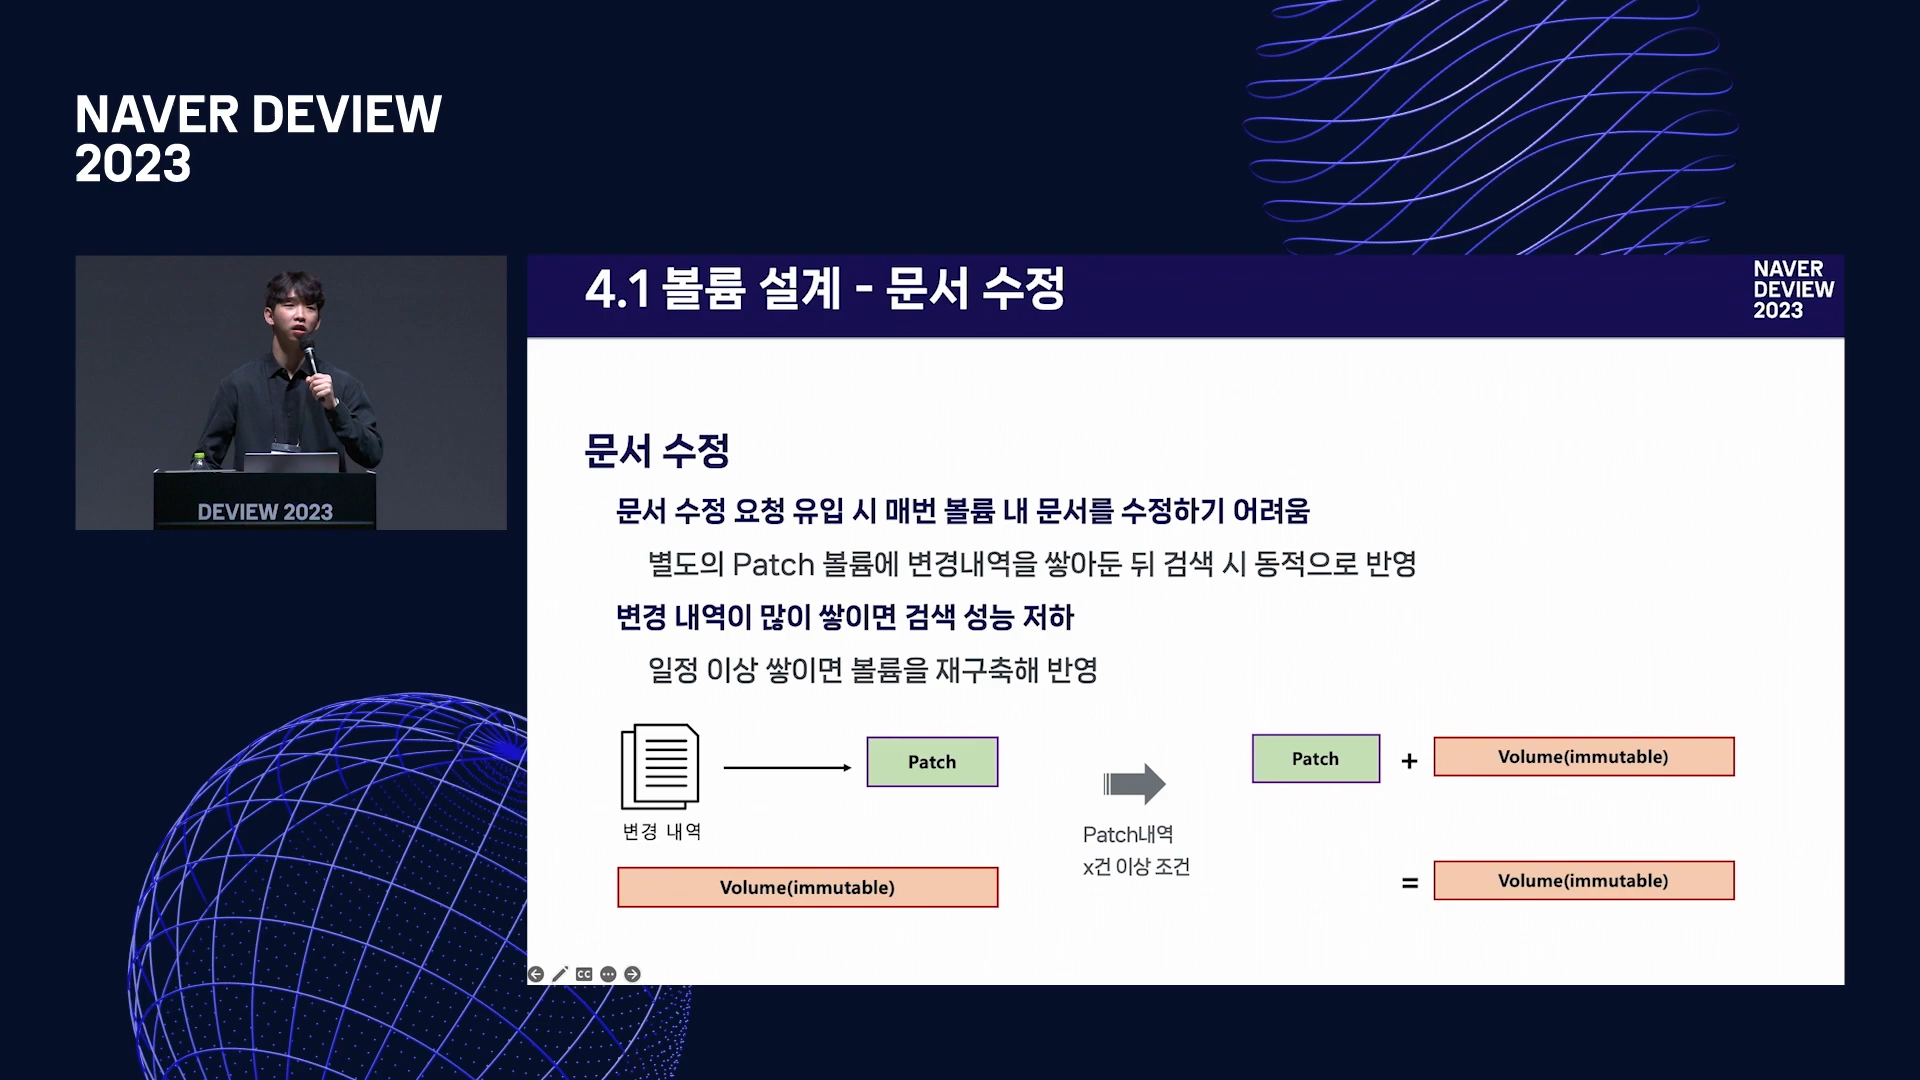 NAVER DEVIEW
2023
DEVIEW 2023
4.1 볼륨 설계 - 문서 수정
NAVER
DEVIEW
2023
문서 수정
문서 수정 요청 유입 시 매번 볼륨 내 문서를 수정하기 어려움
별도의 Patch 볼륨에 변경내역을 쌓아둔 뒤 검색 시 동적으로 반영
변경 내역이 많이 쌓이면 검색 성능 저하
일정 이상 쌓이면 볼륨을 재구축해 반영
변경 내역
Patch
Volume(immutable)
Patch내역
x건 이상 조건
Patch + Volume(immutable)
= Volume(immutable)
CC